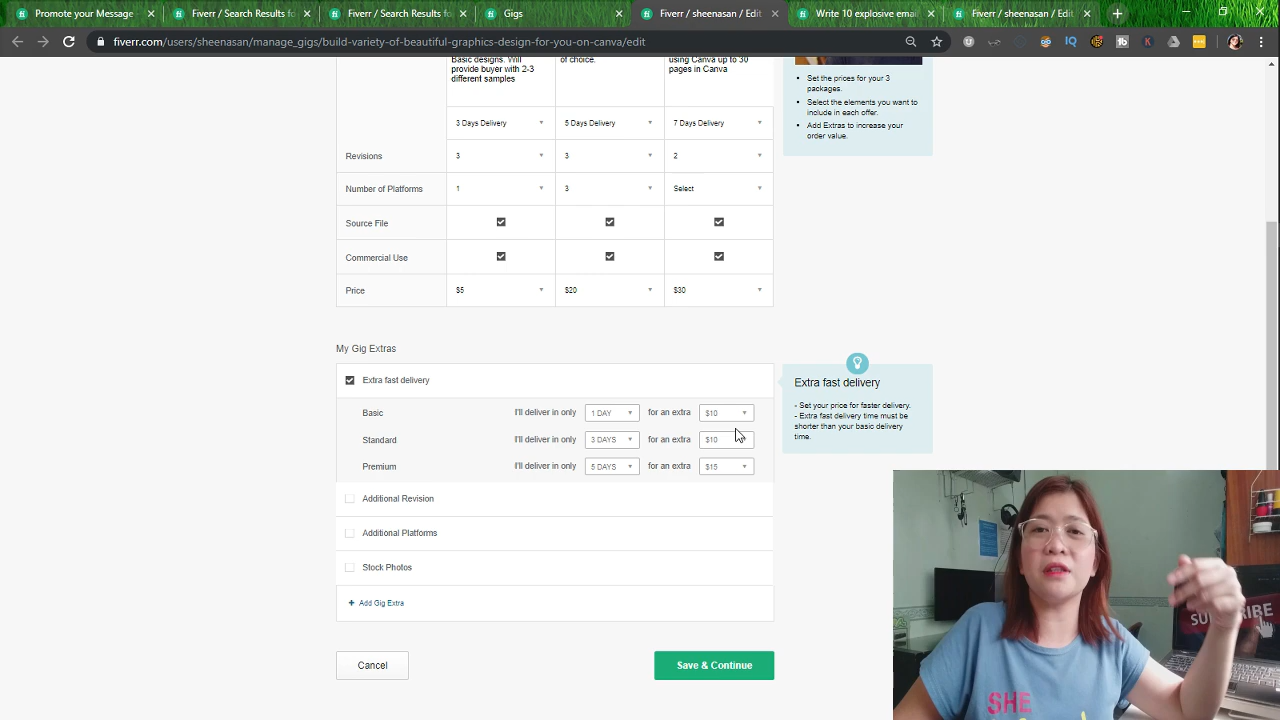 Promote your Message
Fiverr / Search Results fo
Fiverr / Search Results fo
Gigs
Fiverr / sheenasan / Edit
Write 10 explosive ema
Fiverr / sheenasan / Edit
fiverr.com/users/sheenasan/manage_gigs/build-variety-of-beautiful-graphics-design-for-you-on-canva/edit
Basic designs. Will
provide buyer with 2-3
different samples
of choice.
using Canva up to 30
pages in Canva
3 Days Delivery
5 Days Delivery
7 Days Delivery
Revisions
3
3
2
Number of Platforms
1
3
Select
Source File
Commercial Use
Price
$5
$20
$30
• Set the prices for your 3
packages.
• Select the elements you want to
include in each offer.
• Add Extras to increase your
order value.
My Gig Extras
Extra fast delivery
Basic
I'll deliver in only
1 DAY
for an extra
$10
Standard
I'll deliver in only
3 DAYS
for an extra
$10
Premium
I'll deliver in only
5 DAYS
for an extra
$15
Additional Revision
Additional Platforms
Stock Photos
+ Add Gig Extra
Extra fast delivery
- Set your price for faster delivery.
- Extra fast delivery time must be
shorter than your basic delivery
time.
Cancel
Save & Continue
SUBSCRIBE
SHE